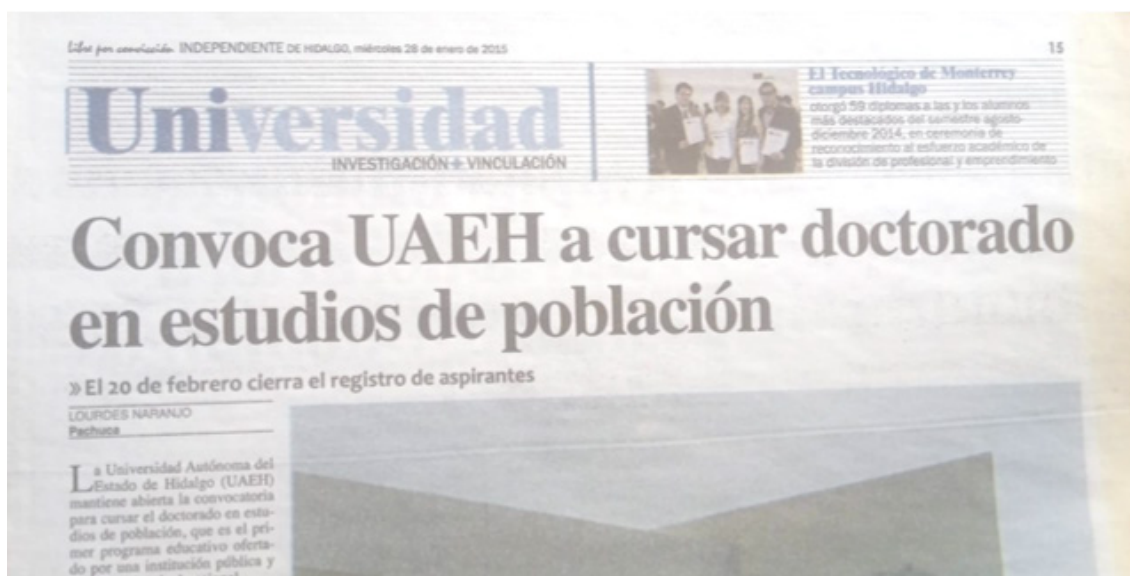 Libre por convicción INDEPENDIENTE DE HIDALGO, miércoles 28 de enero de 2015
15
Universidad
INVESTIGACIÓN + VINCULACIÓN
El Tecnológico de Monterrey
campus Hidalgo
otorgó 59 diplomas a las y los alumnos
más destacados del semestre agosto-
diciembre 2014, en ceremonia de
reconocimiento al esfuerzo académico de
la división de profesional y emprendimiento
Convoca UAEH a cursar doctorado
en estudios de población
» El 20 de febrero cierra el registro de aspirantes
LOURDES NARANJO
Pachuca
La Universidad Autónoma del
Estado de Hidalgo (UAEH)
mantiene abierta la convocatoria
para cursar el doctorado en estu-
dios de población, que es el pri-
mer programa educativo oferta-
do por una institución pública y